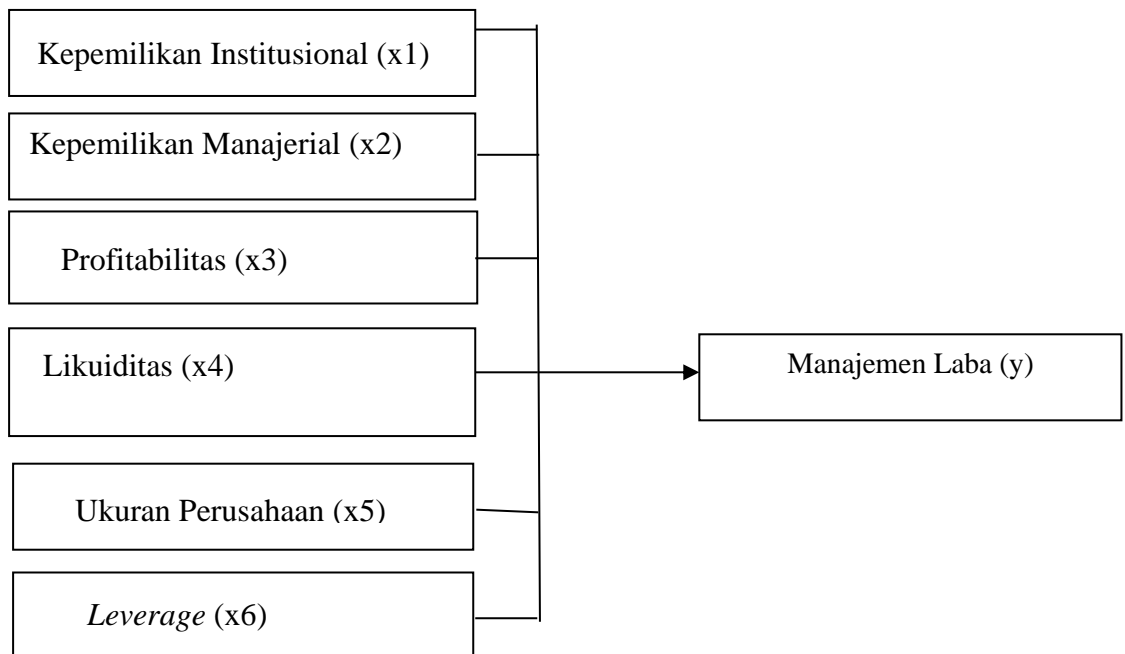 Kepemilikan Institusional (x1)
Kepemilikan Manajerial (x2)
Profitabilitas (x3)
Likuiditas (x4)
Manajemen Laba (y)
Ukuran Perusahaan (x5)
Leverage (x6)